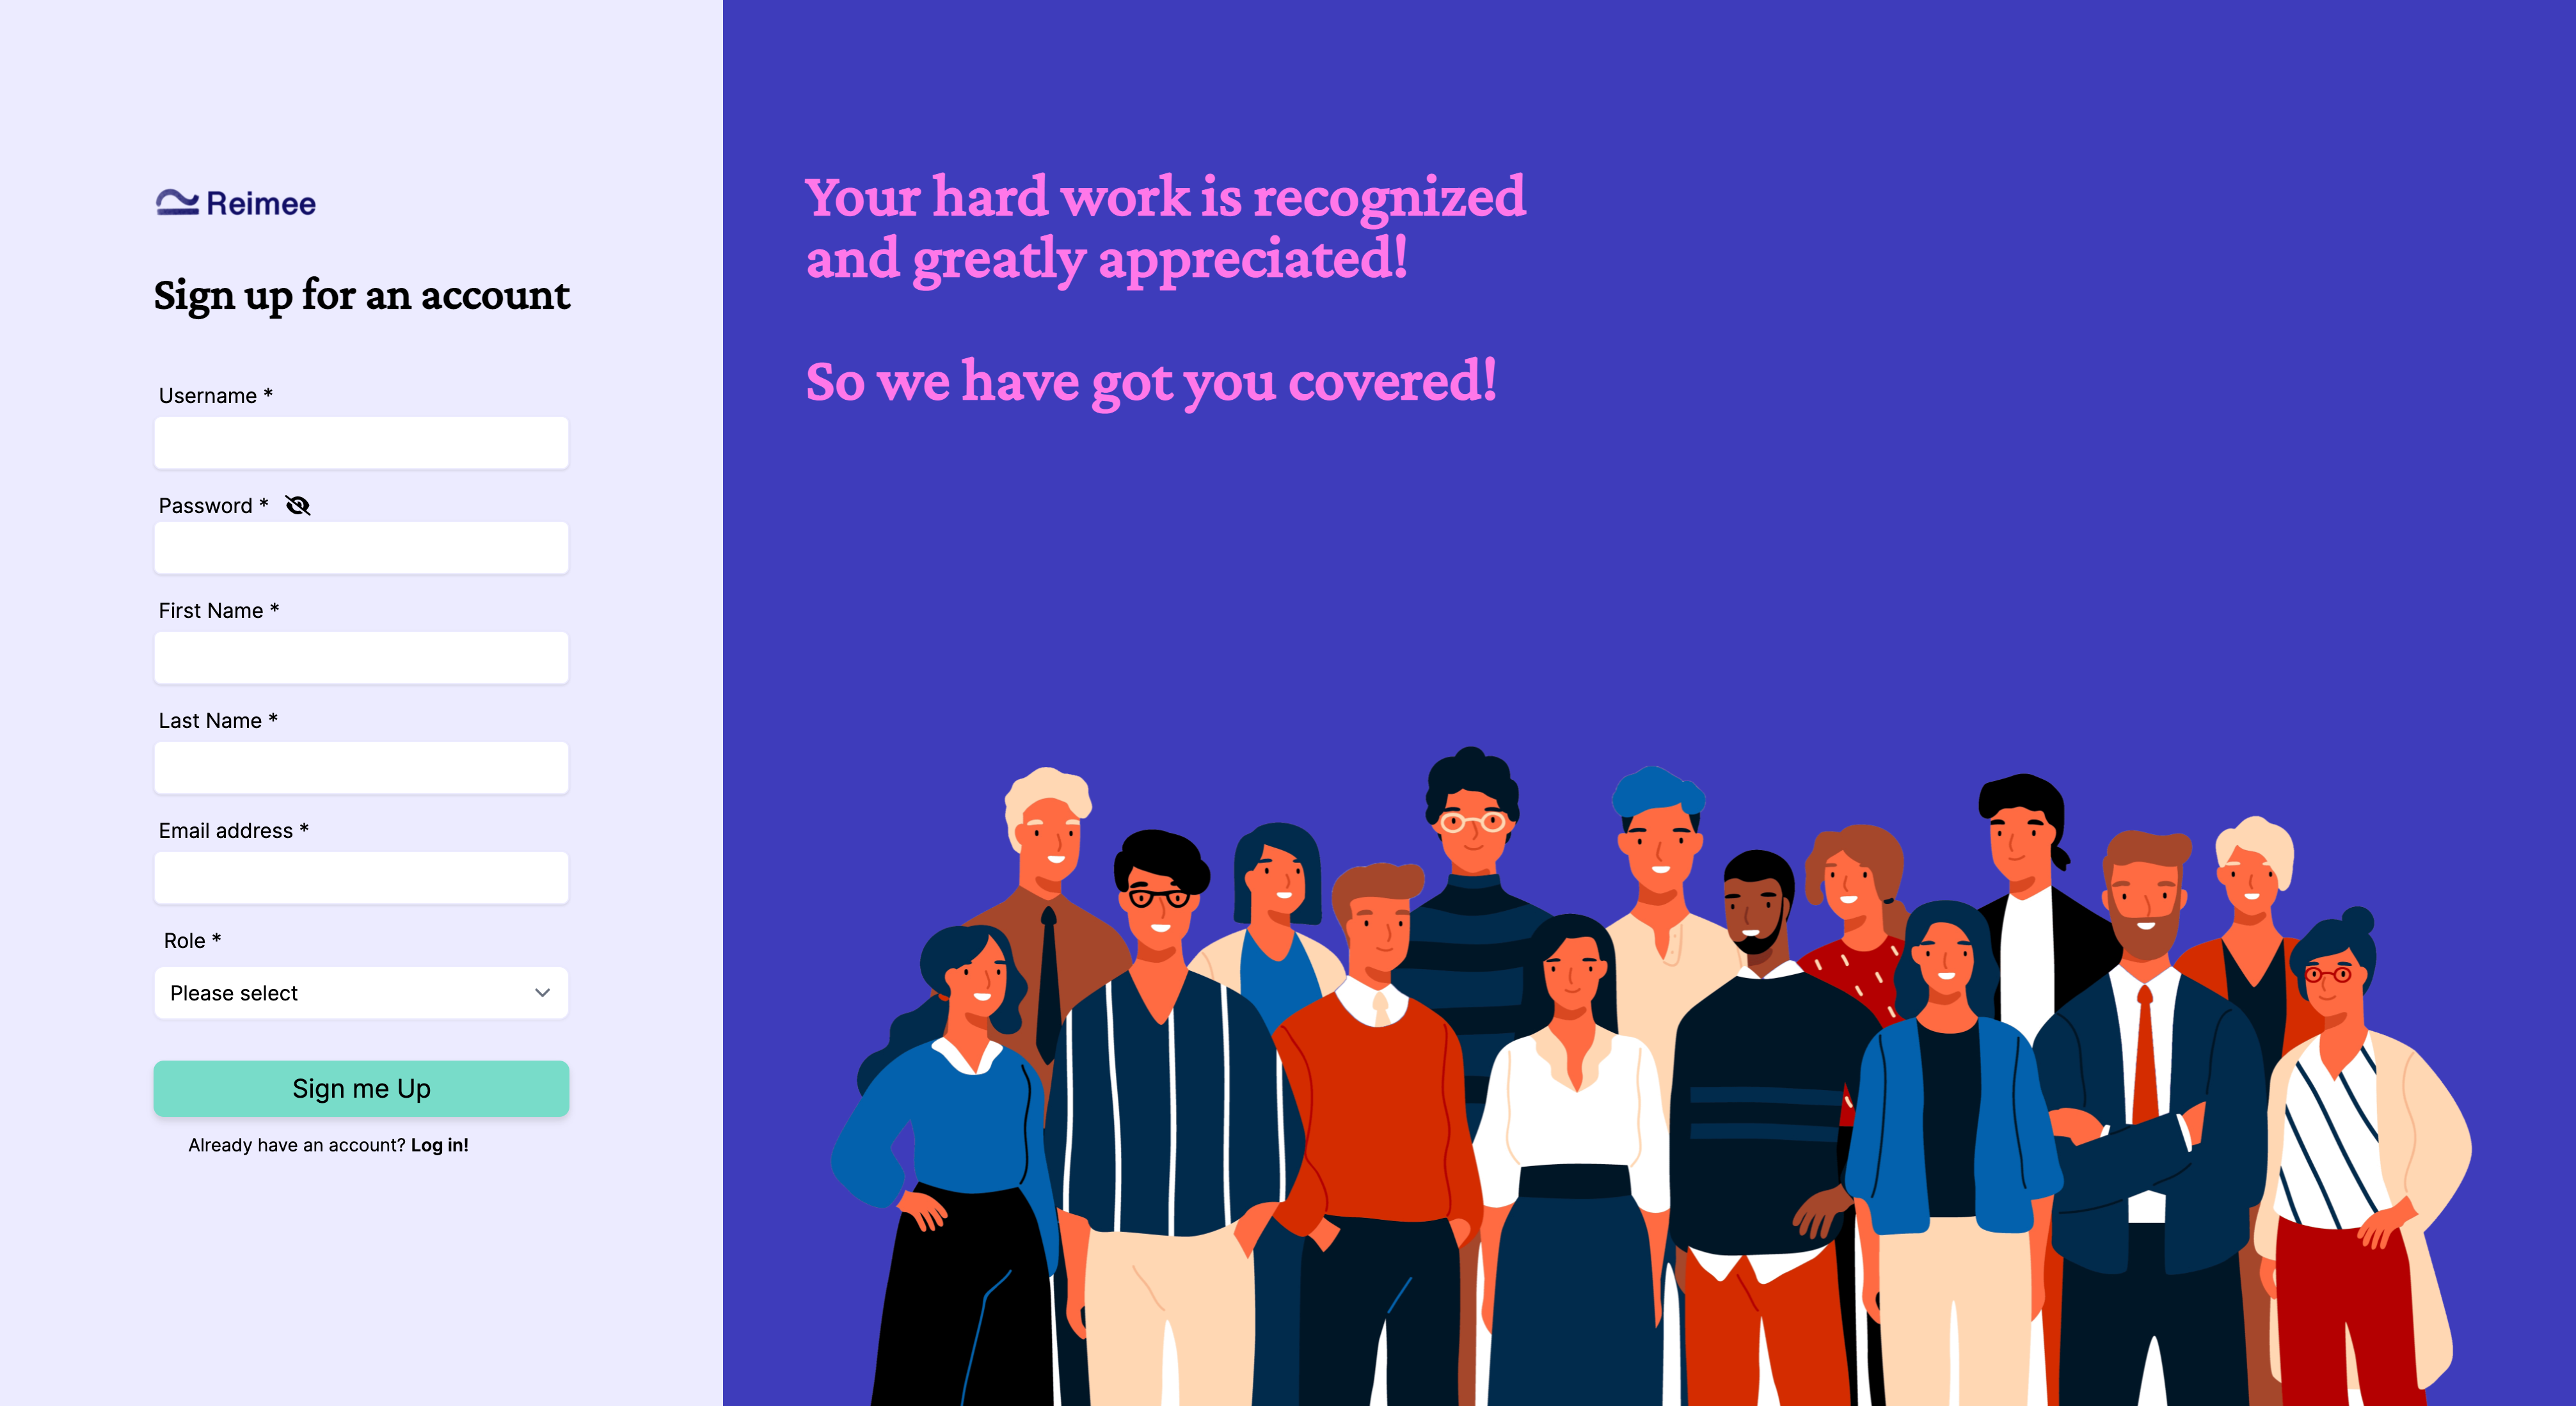 Reimee
Sign up for an account
Username *
Password *
First Name *
Last Name *
Email address *
Role *
Please select
Sign me Up
Already have an account? Log in!
Your hard work is recognized
and greatly appreciated!
So we have got you covered!